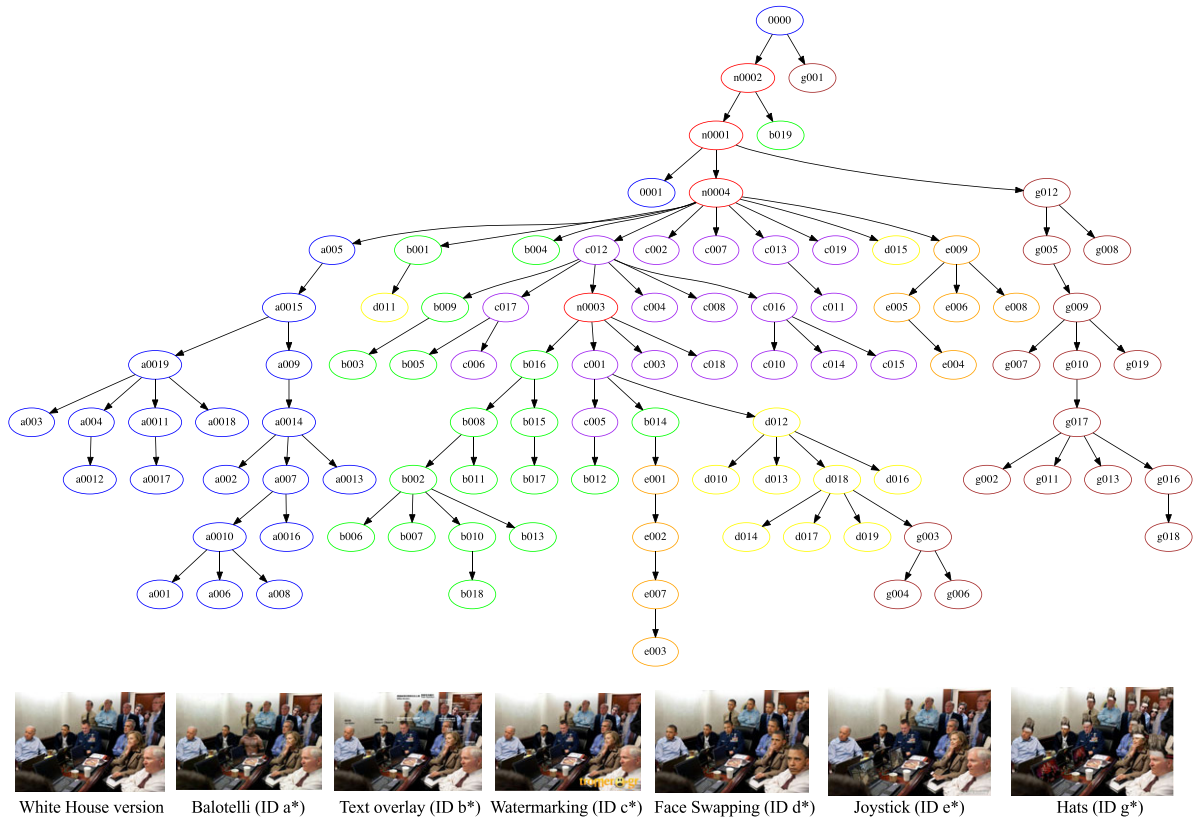 0000
n0002 g001
n0001 b019
0001 n0004 g012
a005 b001 b004 c012 c002 c007 c013 c019 d015 e009 g005 g008
a0015 d011 b009 c017 n0003 c004 c008 c016 c011 e005 e006 e008 g009
a0019 a009 b003 b005 c006 b016 c001 c003 c018 c010 c014 c015 e004 g007 g010 g019
a003 a004 a0011 a0018 a0014 b008 b015 c005 b014 d012 g017
a0012 a0017 a002 a007 a0013 b002 b011 b017 b012 e001 d010 d013 d018 d016 g002 g011 g013 g016
a0010 a0016 b006 b007 b010 b013 e002 d014 d017 d019 g003 g018
a001 a006 a008 b018 e007 g004 g006
e003
White House version Balotelli (ID a*) Text overlay (ID b*) Watermarking (ID c*) Face Swapping (ID d*) Joystick (ID e*) Hats (ID g*)